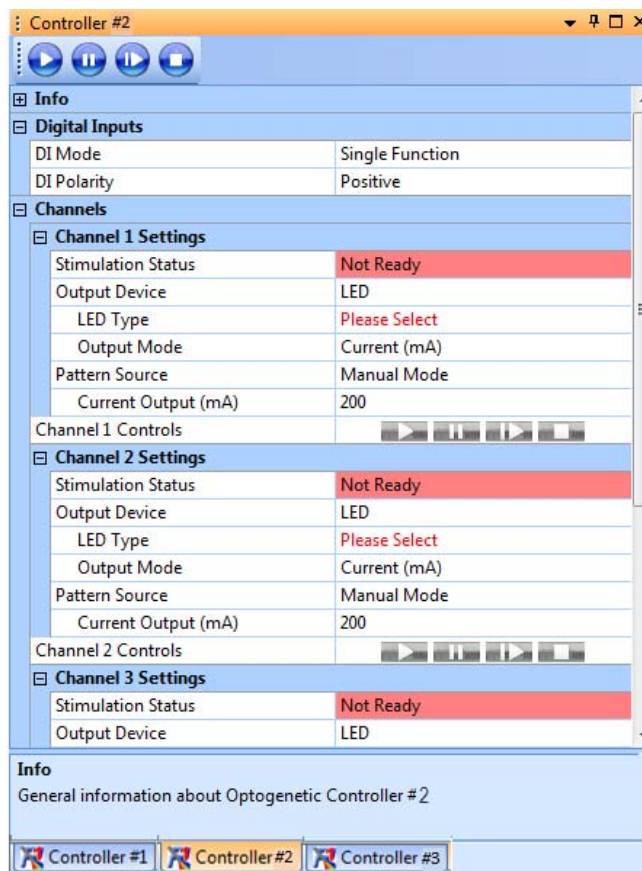 Controller #2
Info
Digital Inputs
DI Mode Single Function
DI Polarity Positive
Channels
Channel 1 Settings
Stimulation Status Not Ready
Output Device LED
LED Type Please Select
Output Mode Current (mA)
Pattern Source Manual Mode
Current Output (mA) 200
Channel 1 Controls
Channel 2 Settings
Stimulation Status Not Ready
Output Device LED
LED Type Please Select
Output Mode Current (mA)
Pattern Source Manual Mode
Current Output (mA) 200
Channel 2 Controls
Channel 3 Settings
Stimulation Status Not Ready
Output Device LED
Info
General information about Optogenetic Controller #2
Controller #1 Controller #2 Controller #3